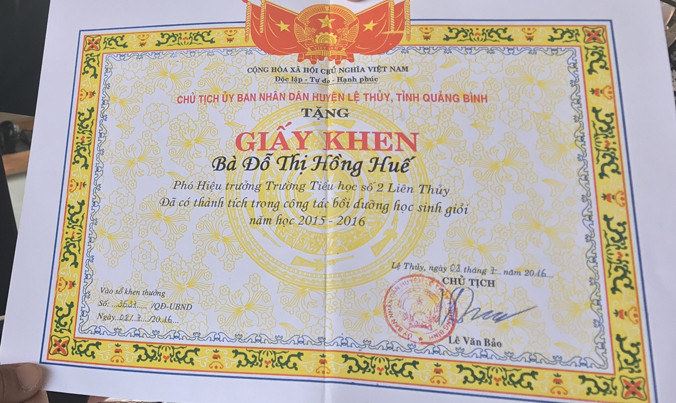 CỘNG HÒA XÃ HỘI CHỦ NGHĨA VIỆT NAM
Độc lập - Tự do - Hạnh phúc
CHỦ TỊCH ỦY BAN NHÂN DÂN HUYỆN LỆ THỦY, TỈNH QUẢNG BÌNH
TẶNG
GIẤY KHEN
Bà Đỗ Thị Hồng Huế
Phó Hiệu trưởng Trường Tiểu học số 2 Liên Thủy
Đã có thành tích trong công tác bồi dưỡng học sinh giỏi
năm học 2015 - 2016
Lệ Thủy, ngày 03 tháng 7 năm 2016
CHỦ TỊCH
Vào sổ khen thưởng
Số: /QĐ-UBND
Ngày 03/7/2016
Lê Văn Bảo